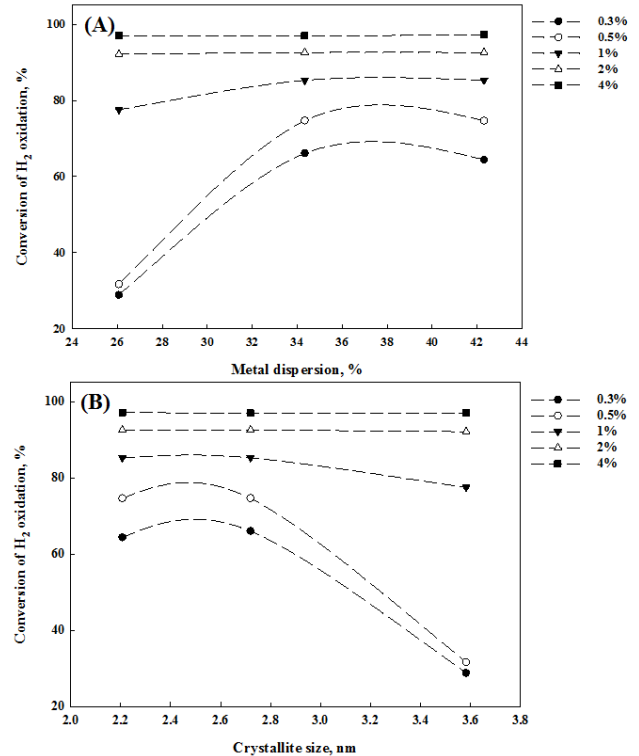 (A)
100
80
60
40
20
24 26 28 30 32 34 36 38 40 42 44
Conversion of H2 oxidation, %
Metal dispersion, %
0.3%
0.5%
1%
2%
4%
(B)
100
80
60
40
20
2.0 2.2 2.4 2.6 2.8 3.0 3.2 3.4 3.6 3.8
Conversion of H2 oxidation, %
Crystallite size, nm
0.3%
0.5%
1%
2%
4%